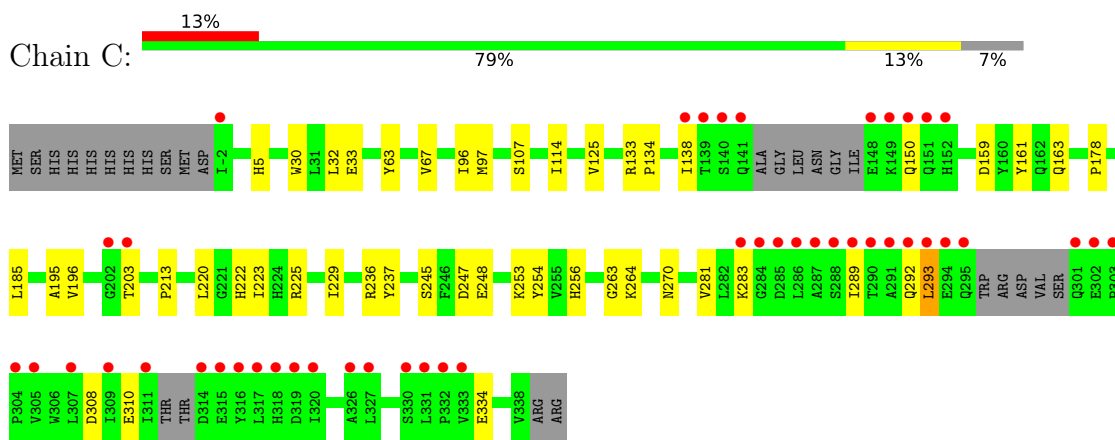 13%
Chain C:
79% 13% 7%
MET SER HIS HIS HIS HIS HIS HIS SER MET ASP I-2 H5 W30 L31 L32 E33 Y63 V67 I96 M97 S107 I114 V125 R133 P134 I138 T139 S140 Q141 ALA GLY LEU ASN GLY ILE E148 K149 Q150 Q151 H152 D159 Y160 Y161 Q162 Q163 P178
L185 A195 V196 G202 T203 P213 L220 G221 H222 I223 H224 R225 I229 R236 Y237 S245 F246 D247 E248 K253 Y254 V255 H256 G263 K264 N270 V281 L282 K283 G284 D285 L286 A287 S288 I289 T290 A291 Q292 L293 E294 Q295 TRP ARG ASP VAL SER Q301 E302
P304 V305 W306 L307 D308 I309 E310 I311 THR THR D314 E315 Y316 L317 H318 D319 I320 A326 L327 S330 L331 P332 V333 E334 V338 ARG ARG